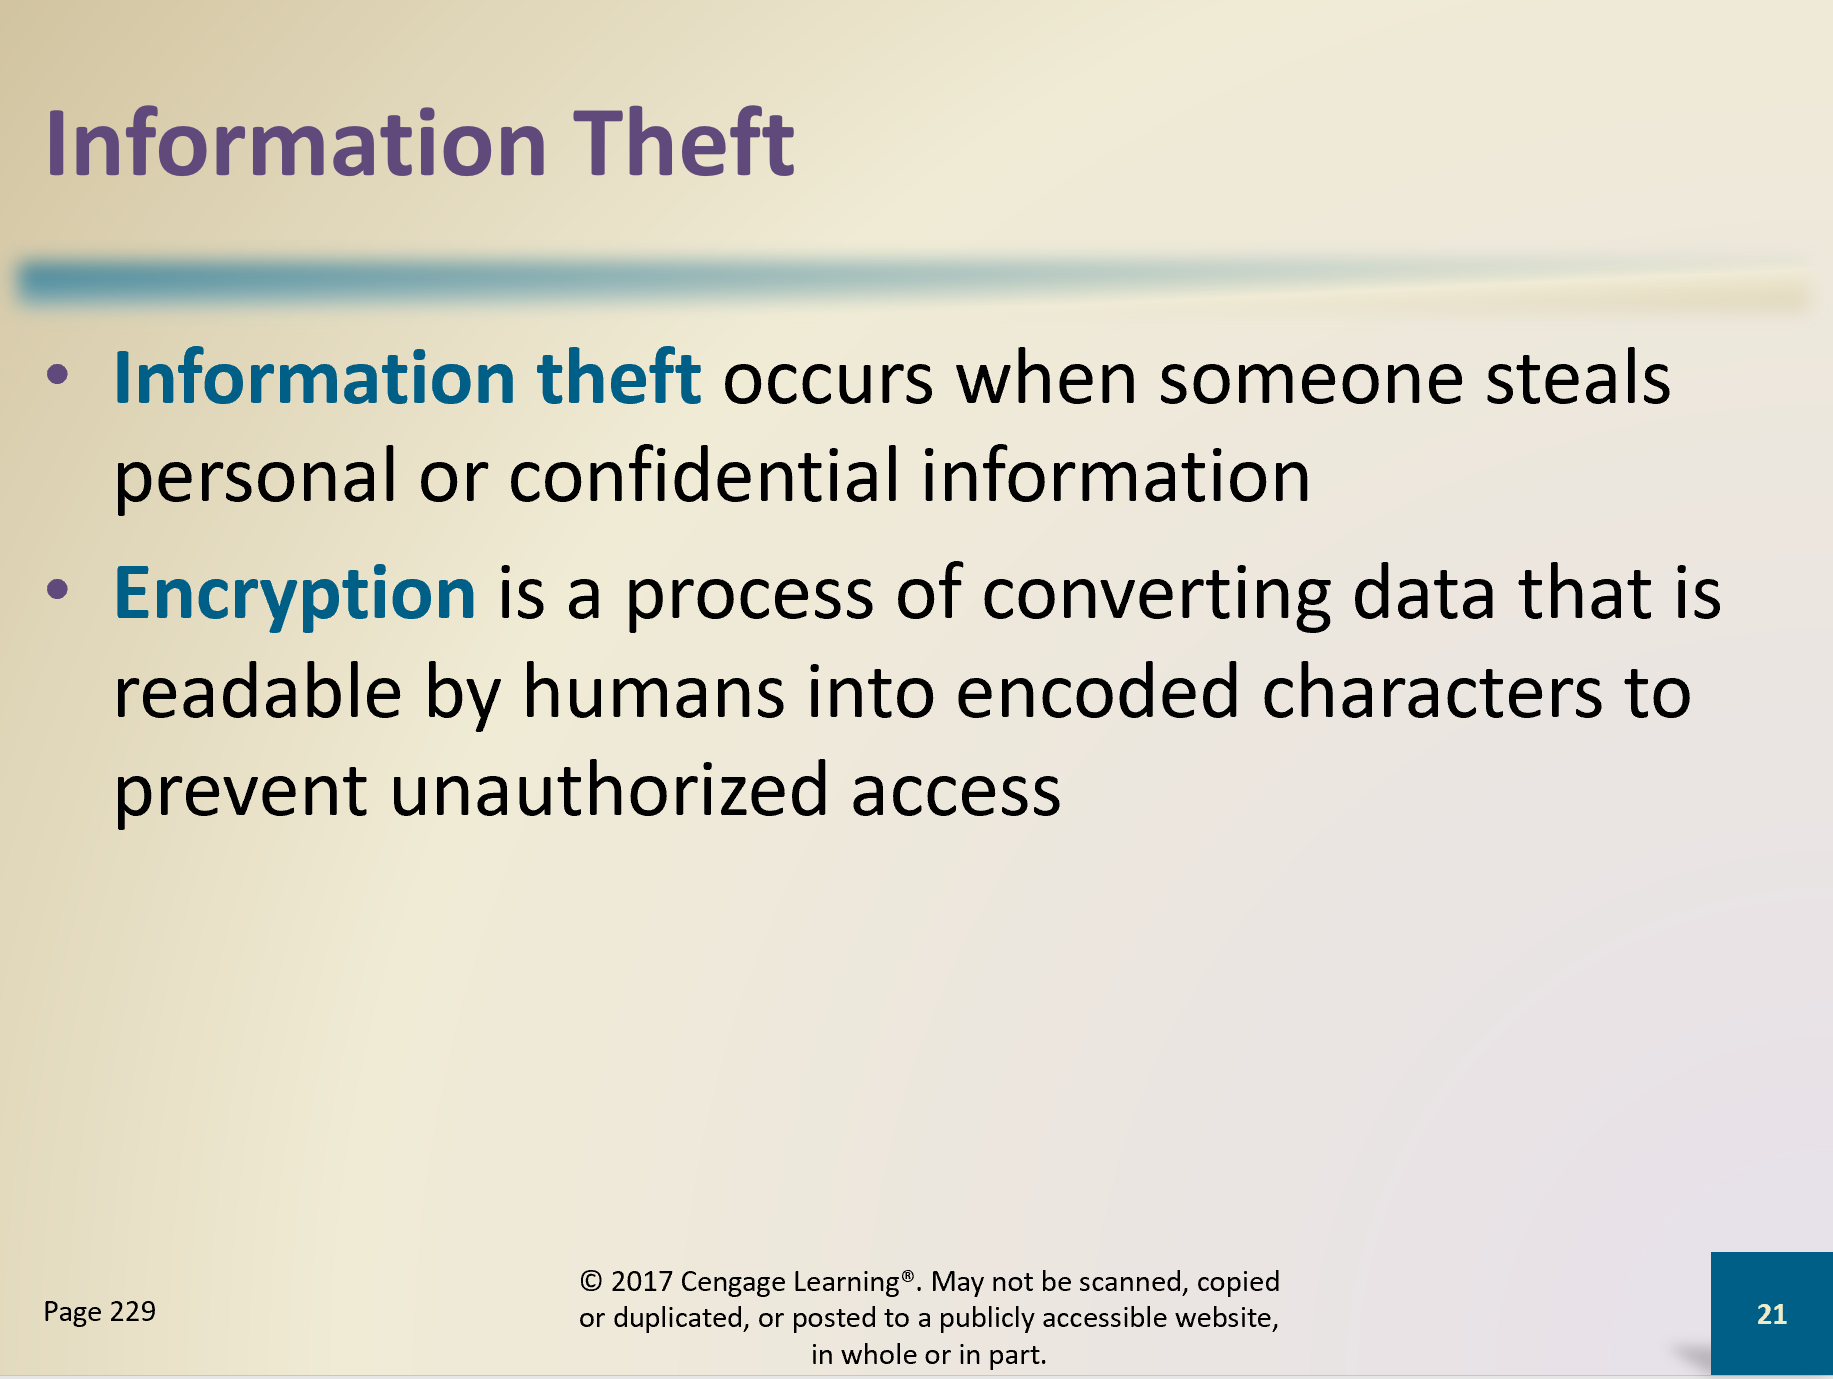 Information Theft
• Information theft occurs when someone steals
personal or confidential information
• Encryption is a process of converting data that is
readable by humans into encoded characters to
prevent unauthorized access
Page 229
© 2017 Cengage Learning®. May not be scanned, copied
or duplicated, or posted to a publicly accessible website,
in whole or in part.
21